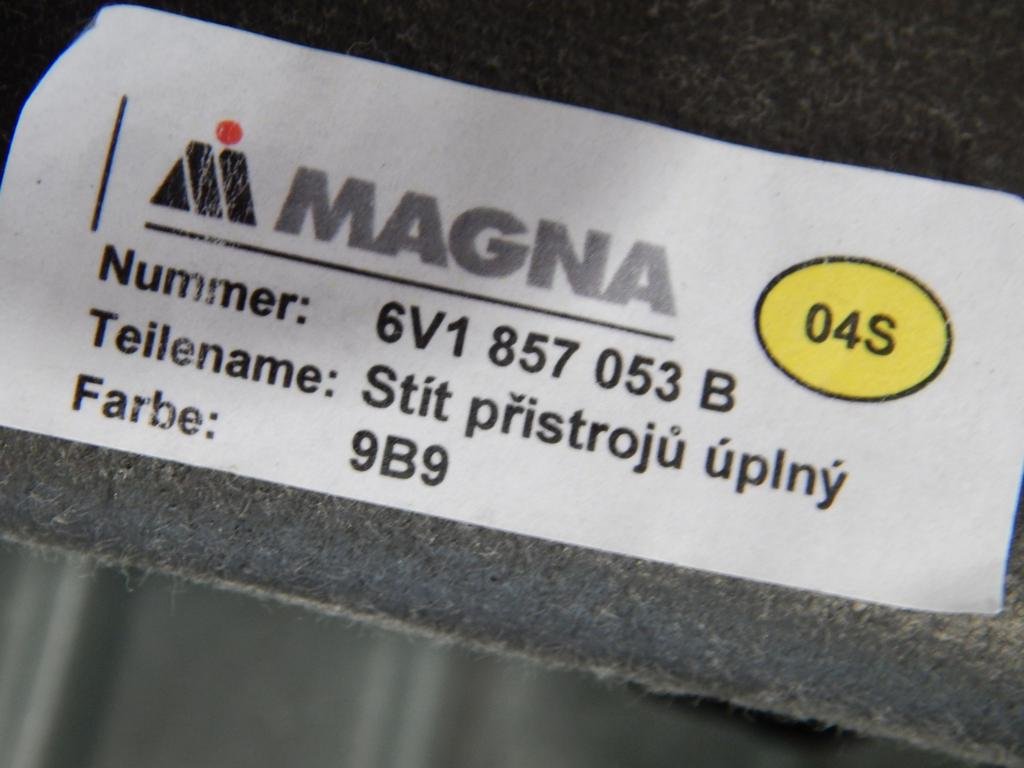 MAGNA
Nummer: 6V1 857 053 B
04S
Teilename: Stít přistrojů úplný
Farbe: 9B9